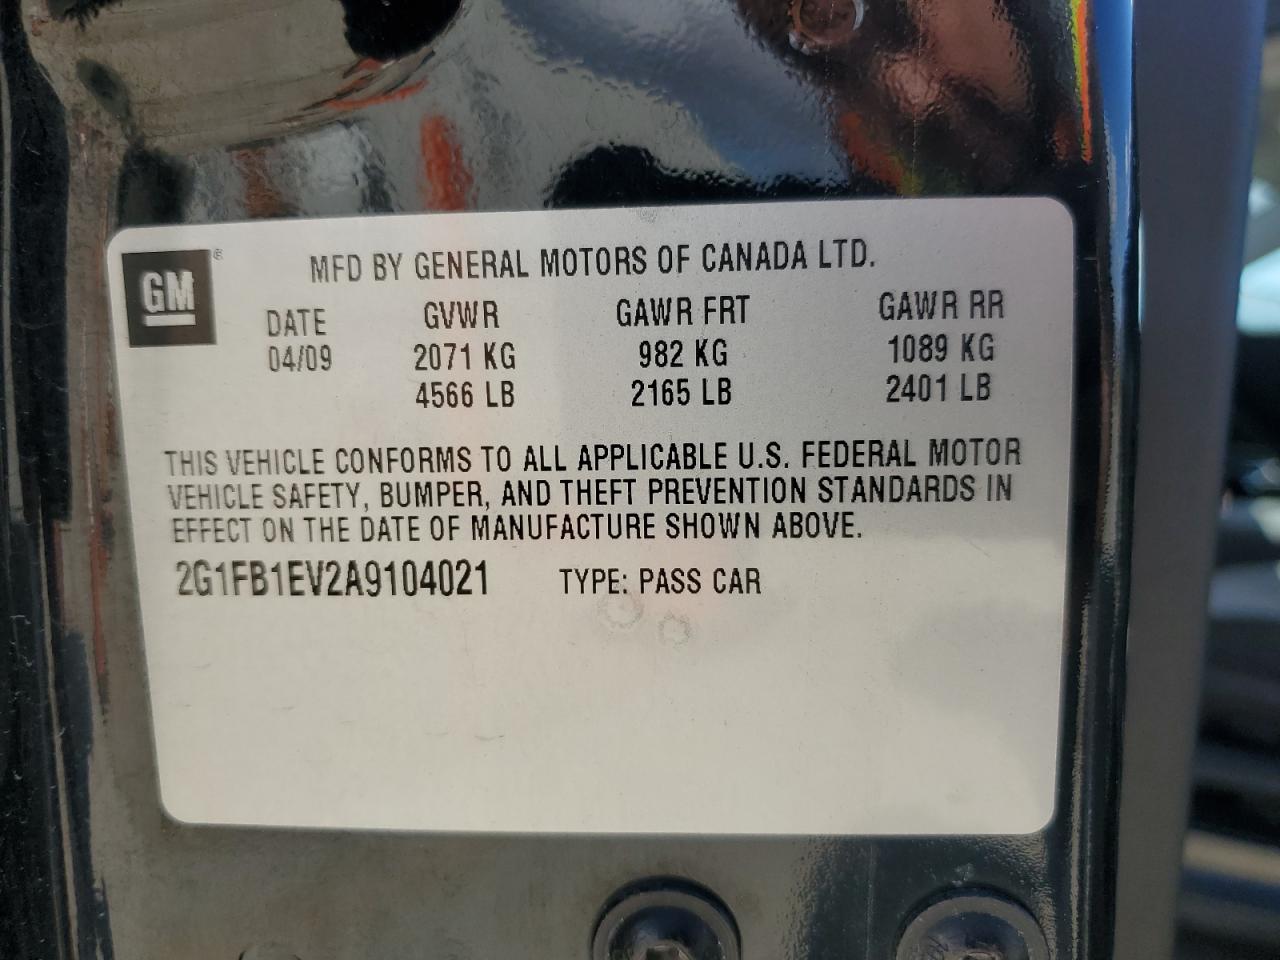 GM®
MFD BY GENERAL MOTORS OF CANADA LTD.
DATE GVWR GAWR FRT GAWR RR
04/09 2071 KG 982 KG 1089 KG
4566 LB 2165 LB 2401 LB
THIS VEHICLE CONFORMS TO ALL APPLICABLE U.S. FEDERAL MOTOR
VEHICLE SAFETY, BUMPER, AND THEFT PREVENTION STANDARDS IN
EFFECT ON THE DATE OF MANUFACTURE SHOWN ABOVE.
2G1FB1EV2A9104021 TYPE: PASS CAR